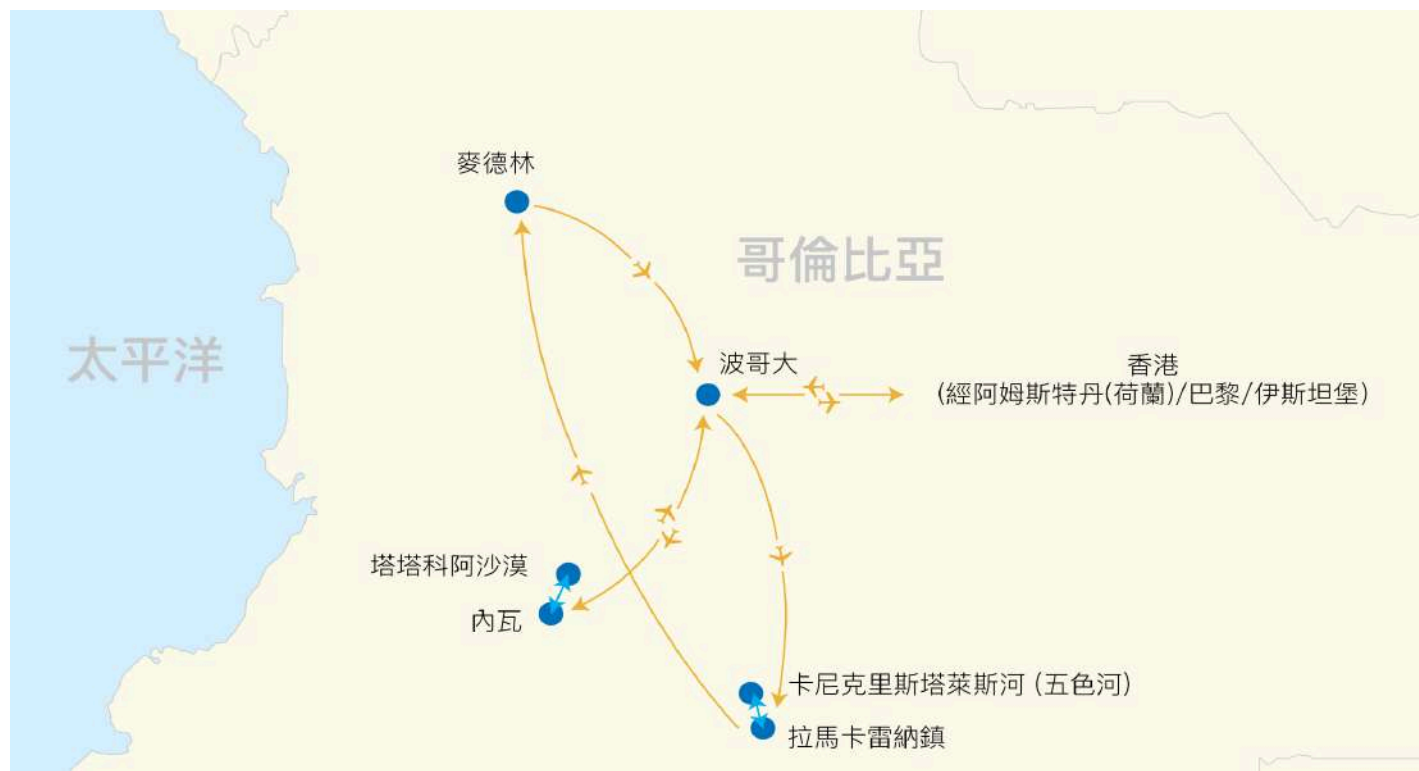 麥德林
哥倫比亞
太平洋
波哥大
香港
(經阿姆斯特丹(荷蘭)/巴黎/伊斯坦堡)
塔塔科阿沙漠
內瓦
卡尼克里斯塔萊斯河 (五色河)
拉馬卡雷納鎮